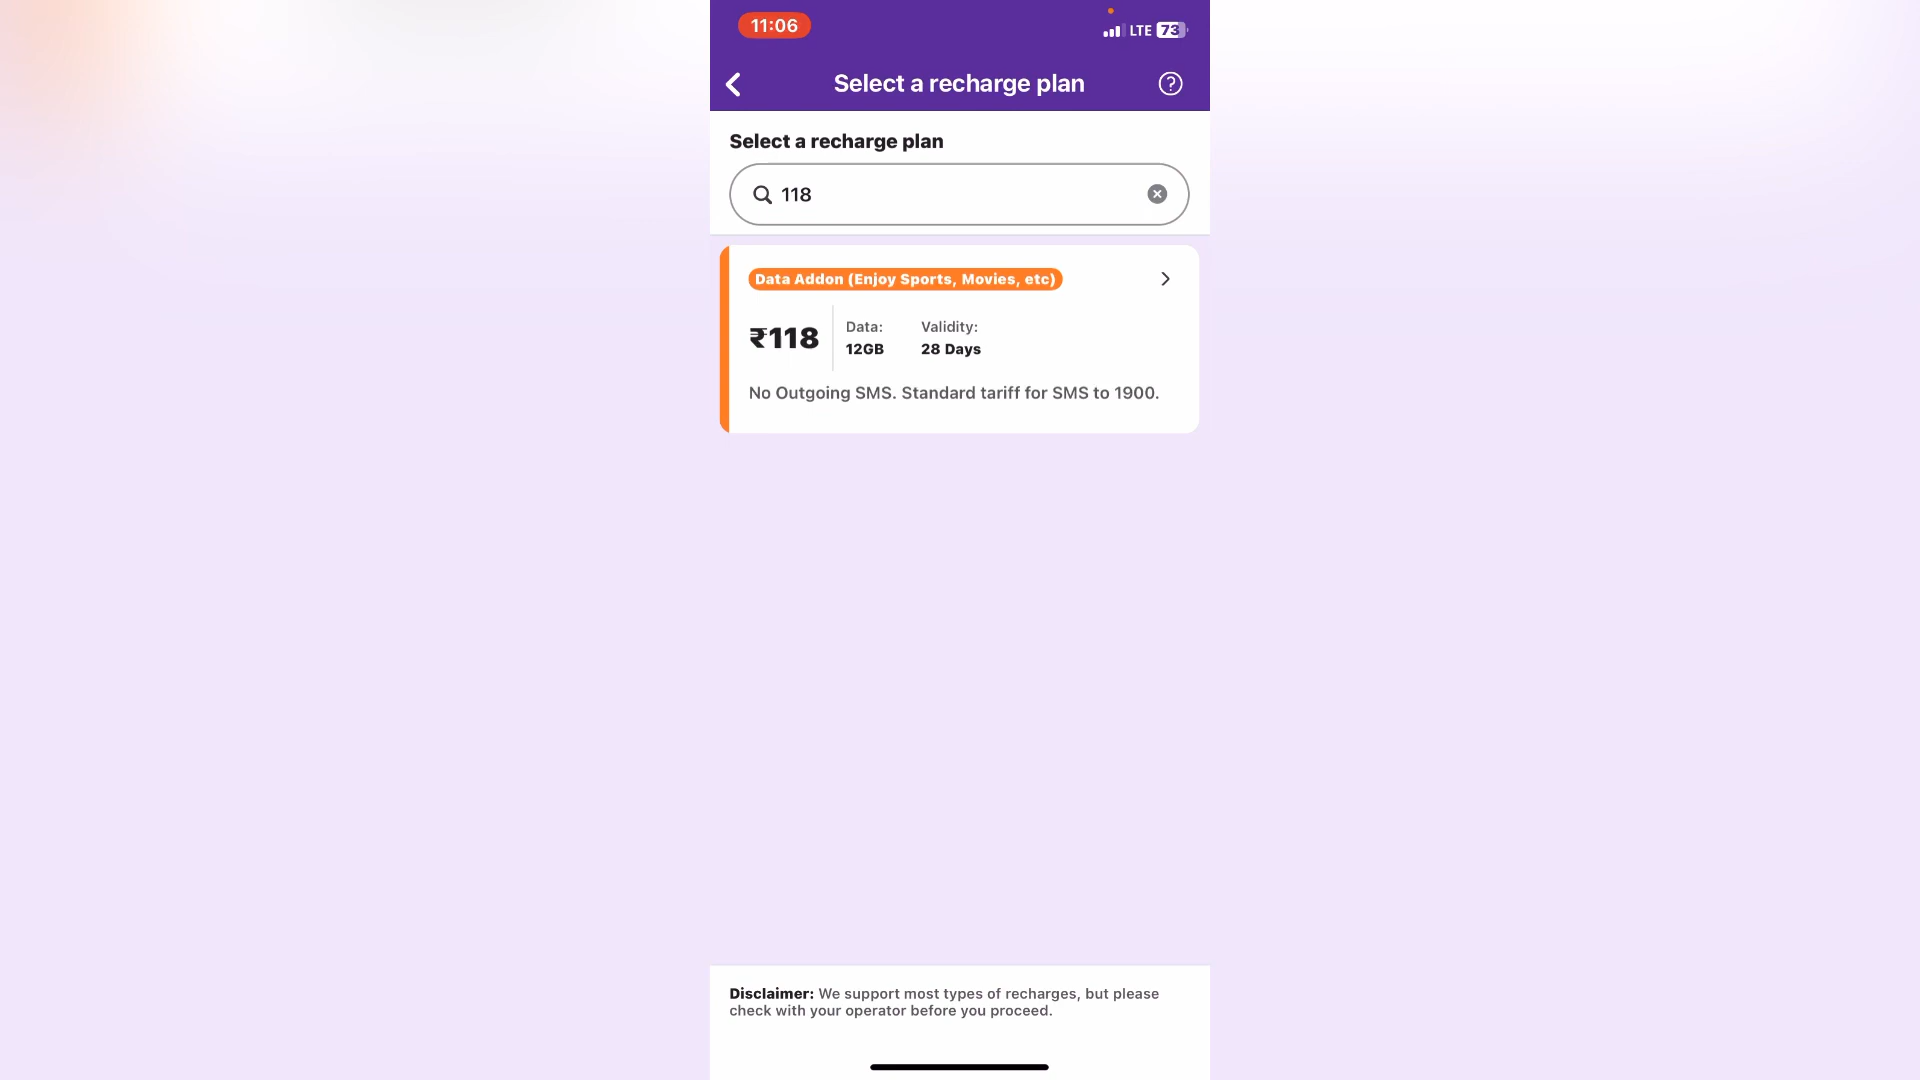 11:06
LTE 73
Select a recharge plan
Select a recharge plan
118
Data Addon (Enjoy Sports, Movies, etc)
₹118
Data:
12GB
Validity:
28 Days
No Outgoing SMS. Standard tariff for SMS to 1900.
Disclaimer: We support most types of recharges, but please
check with your operator before you proceed.